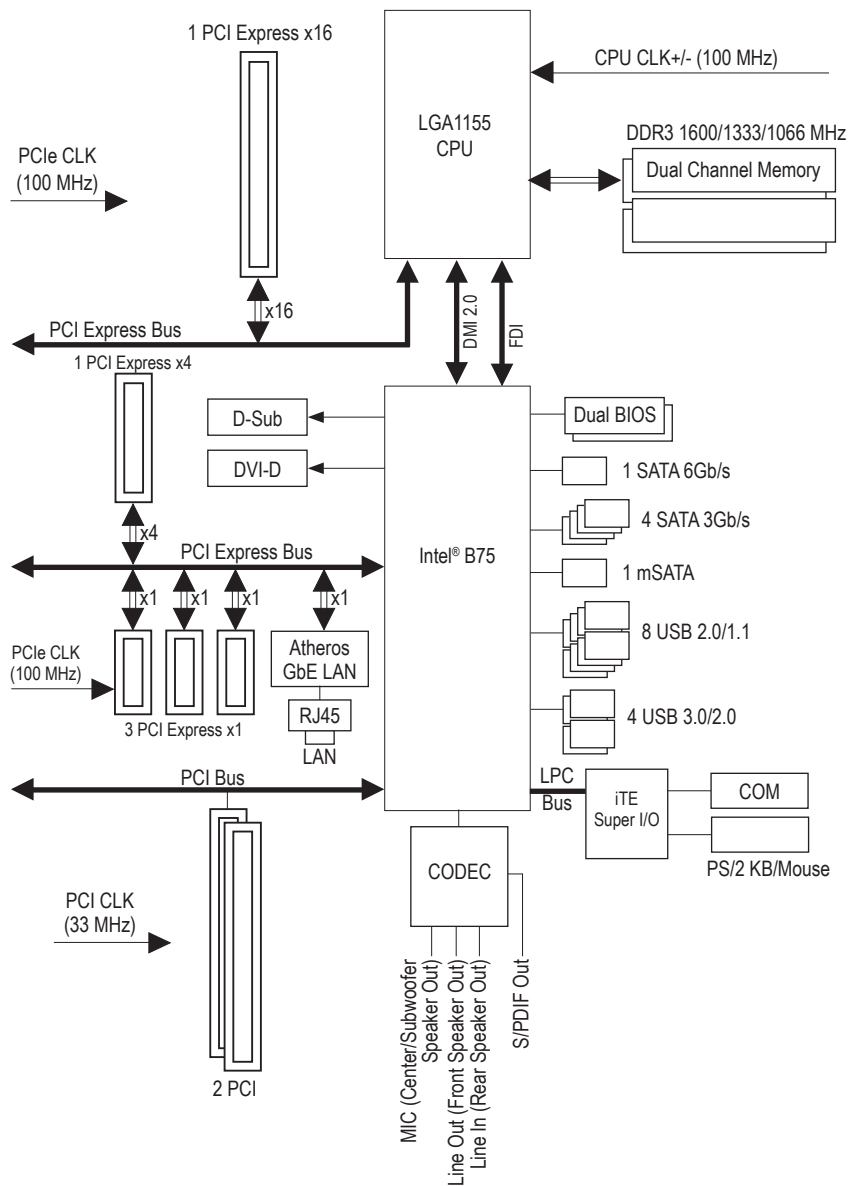 1 PCI Express x16
CPU CLK+/- (100 MHz)
LGA1155
CPU
DDR3 1600/1333/1066 MHz
Dual Channel Memory
PCIe CLK
(100 MHz)
x16
DMI 2.0
FDI
PCI Express Bus
1 PCI Express x4
D-Sub
DVI-D
Dual BIOS
1 SATA 6Gb/s
4 SATA 3Gb/s
x4
PCI Express Bus
Intel® B75
1 mSATA
x1
x1
x1
x1
8 USB 2.0/1.1
PCIe CLK
(100 MHz)
Atheros
GbE LAN
RJ45
LAN
3 PCI Express x1
4 USB 3.0/2.0
PCI Bus
LPC
Bus
iTE
Super I/O
COM
PS/2 KB/Mouse
CODEC
PCI CLK
(33 MHz)
2 PCI
MIC (Center/Subwoofer
Speaker Out)
Line Out (Front Speaker Out)
Line In (Rear Speaker Out)
S/PDIF Out